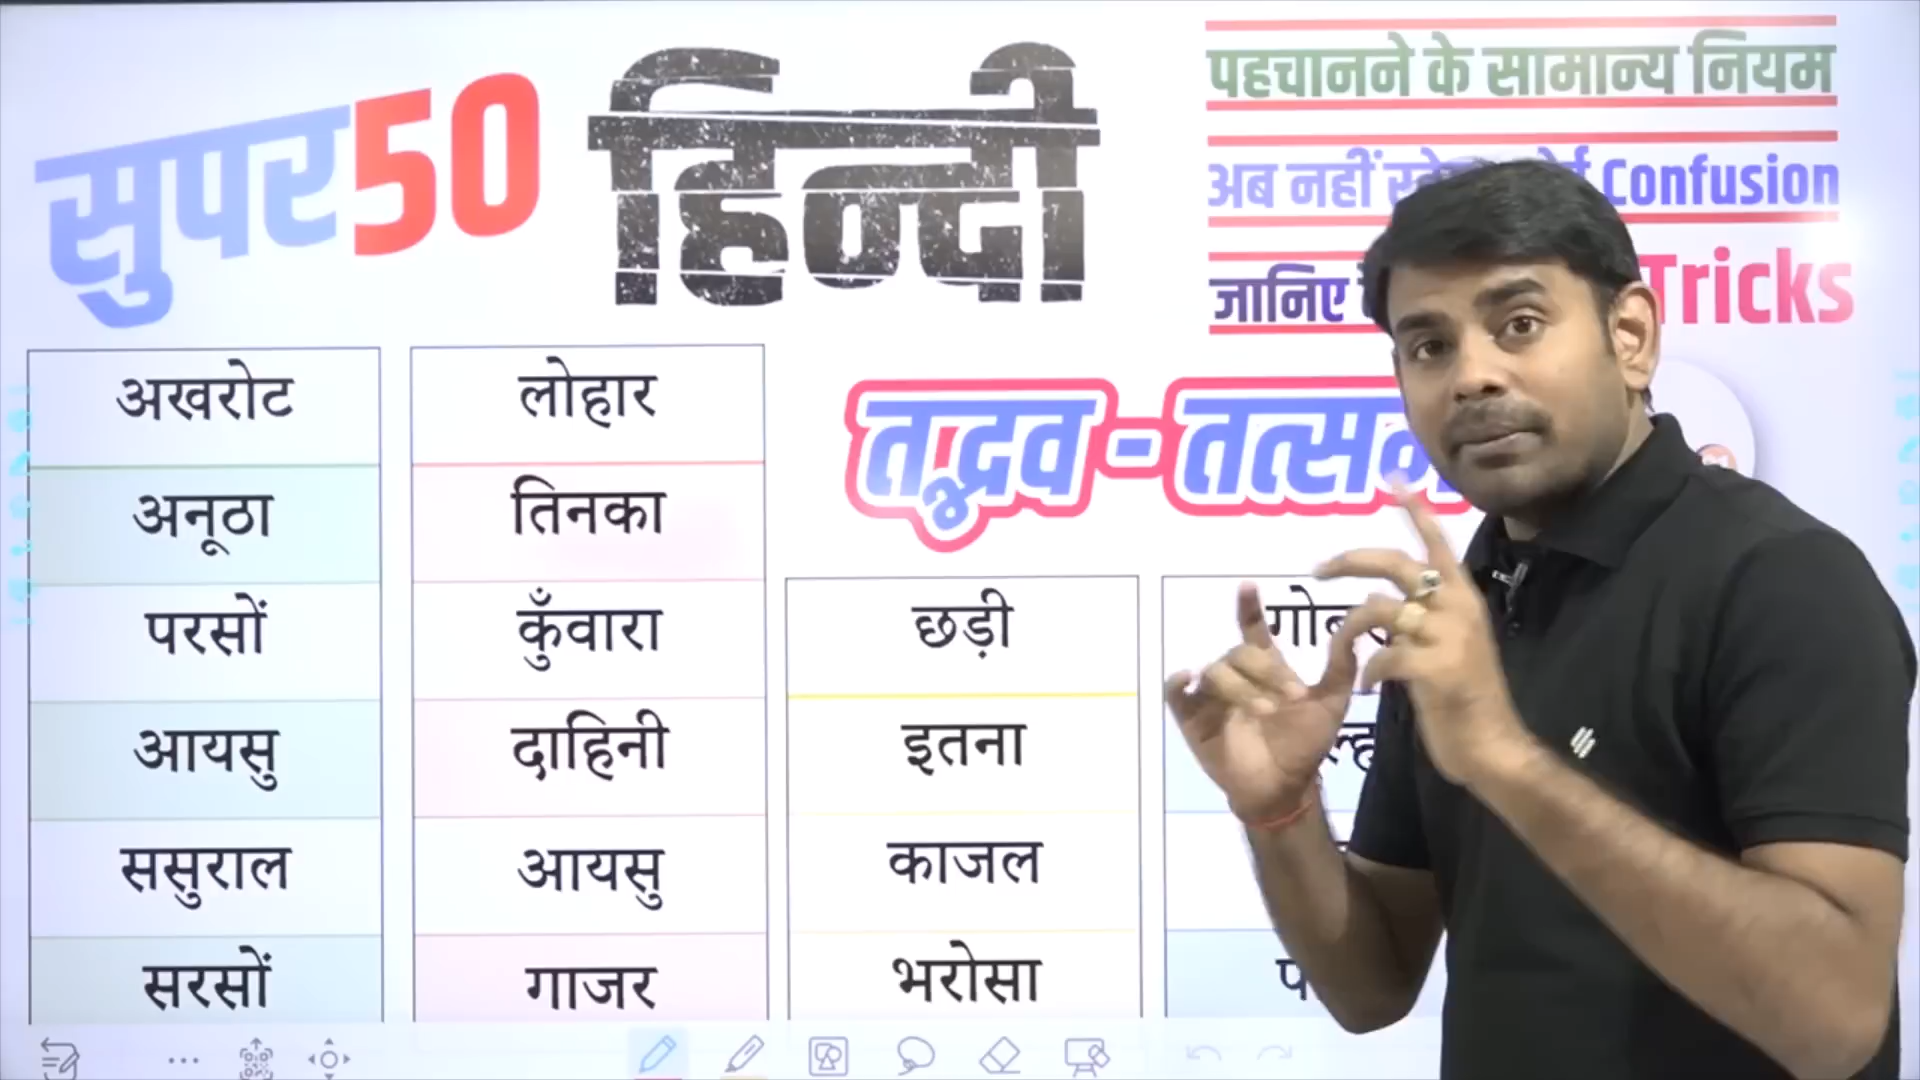 सुपर50
हिन्दी
पहचानने के सामान्य नियम
अब नहीं Confusion
जानिए Tricks
तद्भव - तत्सम
अखरोट
अनूठा
परसों
आयसु
ससुराल
सरसों
लोहार
तिनका
कुँवारा
दाहिनी
आयसु
गाजर
छड़ी
इतना
काजल
भरोसा